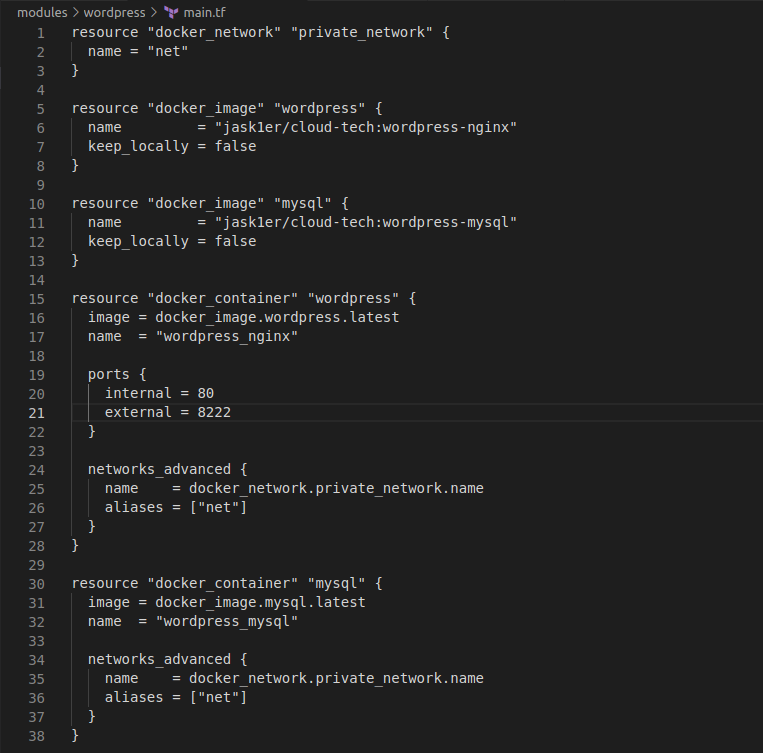 modules > wordpress > main.tf
1 resource "docker_network" "private_network" {
2   name = "net"
3 }
4
5 resource "docker_image" "wordpress" {
6   name         = "jask1er/cloud-tech:wordpress-nginx"
7   keep_locally = false
8 }
9
10 resource "docker_image" "mysql" {
11   name         = "jask1er/cloud-tech:wordpress-mysql"
12   keep_locally = false
13 }
14
15 resource "docker_container" "wordpress" {
16   image = docker_image.wordpress.latest
17   name  = "wordpress_nginx"
18
19   ports {
20     internal = 80
21     external = 8222
22   }
23
24   networks_advanced {
25     name    = docker_network.private_network.name
26     aliases = ["net"]
27   }
28 }
29
30 resource "docker_container" "mysql" {
31   image = docker_image.mysql.latest
32   name  = "wordpress_mysql"
33
34   networks_advanced {
35     name    = docker_network.private_network.name
36     aliases = ["net"]
37   }
38 }